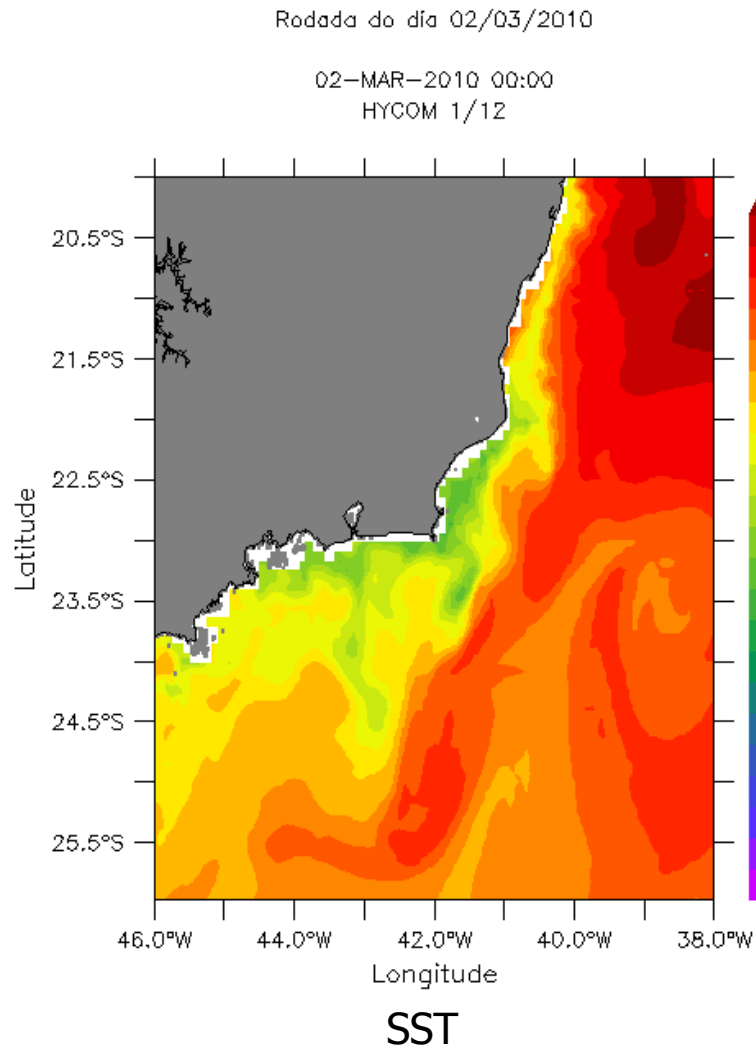 Rodada do día 02/03/2010
02-MAR-2010 00:00
HYCOM 1/12
20.5°S
21.5°S
22.5°S
23.5°S
24.5°S
25.5°S
Latitude
46.0°W 44.0°W 42.0°W 40.0°W 38.0°W
Longitude
SST